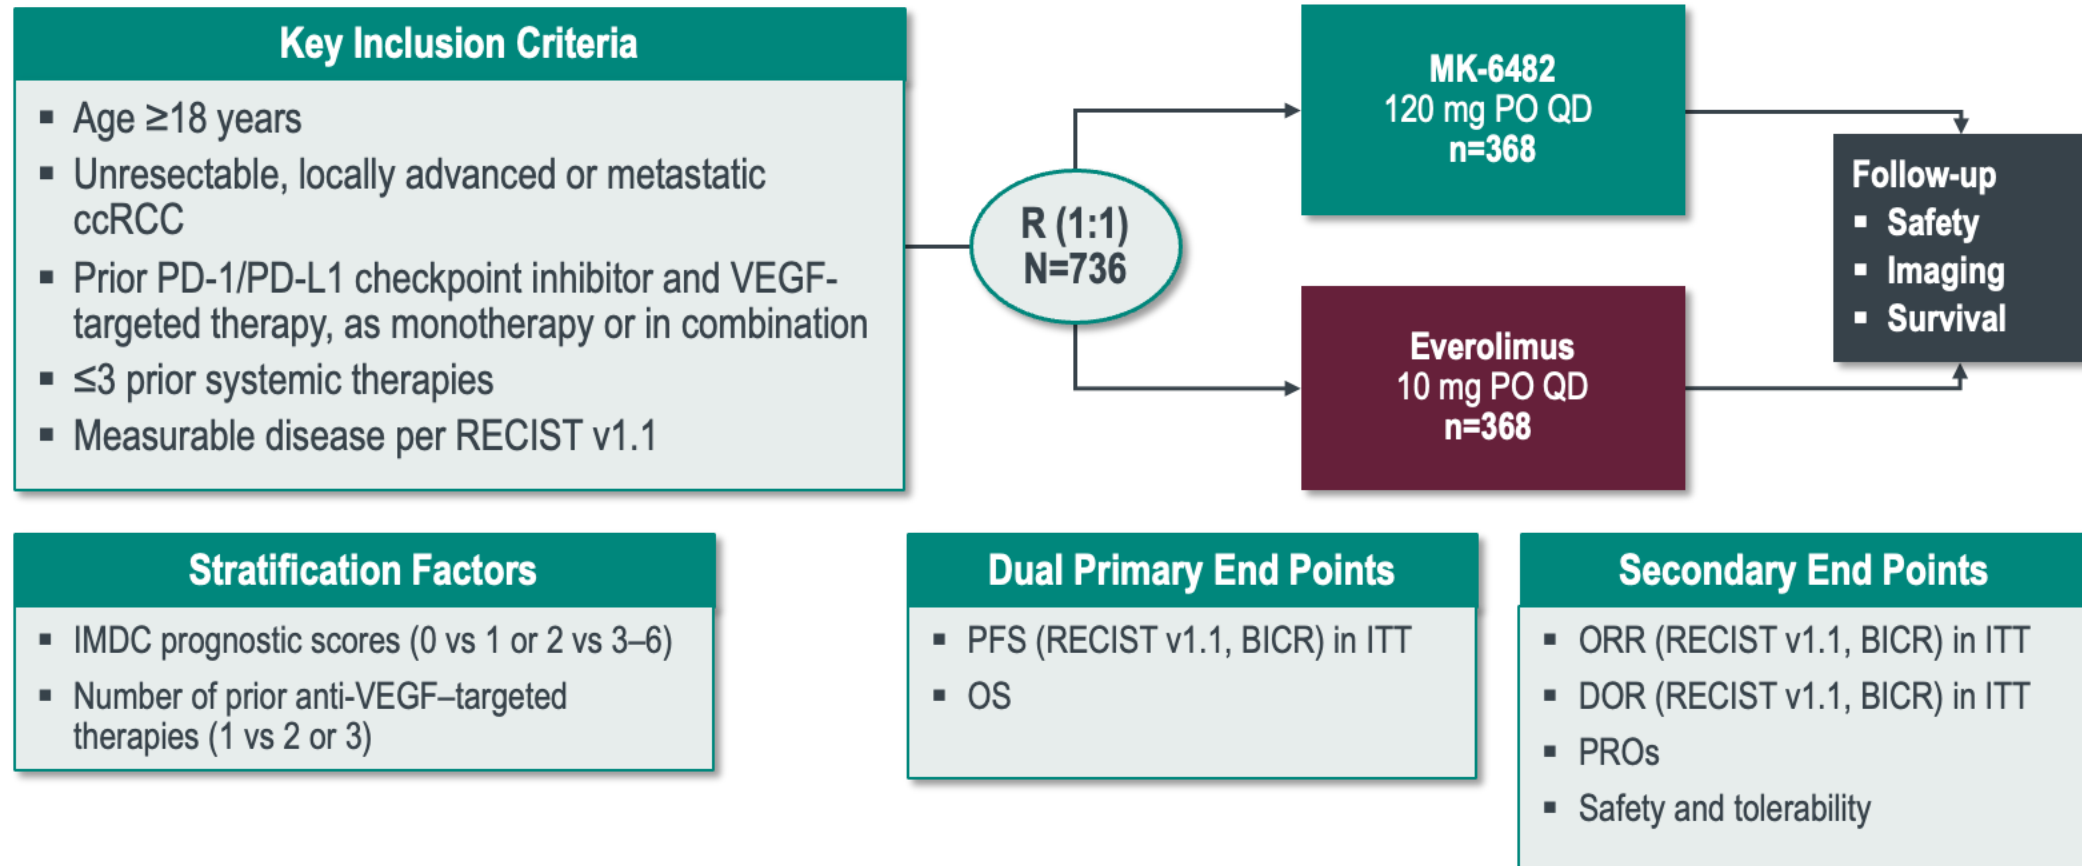 Key Inclusion Criteria
▪ Age ≥18 years
▪ Unresectable, locally advanced or metastatic
ccRCC
▪ Prior PD-1/PD-L1 checkpoint inhibitor and VEGF-
targeted therapy, as monotherapy or in combination
▪ ≤3 prior systemic therapies
▪ Measurable disease per RECIST v1.1
R (1:1)
N=736
MK-6482
120 mg PO QD
n=368
Everolimus
10 mg PO QD
n=368
Follow-up
▪ Safety
▪ Imaging
▪ Survival
Stratification Factors
▪ IMDC prognostic scores (0 vs 1 or 2 vs 3–6)
▪ Number of prior anti-VEGF–targeted
therapies (1 vs 2 or 3)
Dual Primary End Points
▪ PFS (RECIST v1.1, BICR) in ITT
▪ OS
Secondary End Points
▪ ORR (RECIST v1.1, BICR) in ITT
▪ DOR (RECIST v1.1, BICR) in ITT
▪ PROs
▪ Safety and tolerability